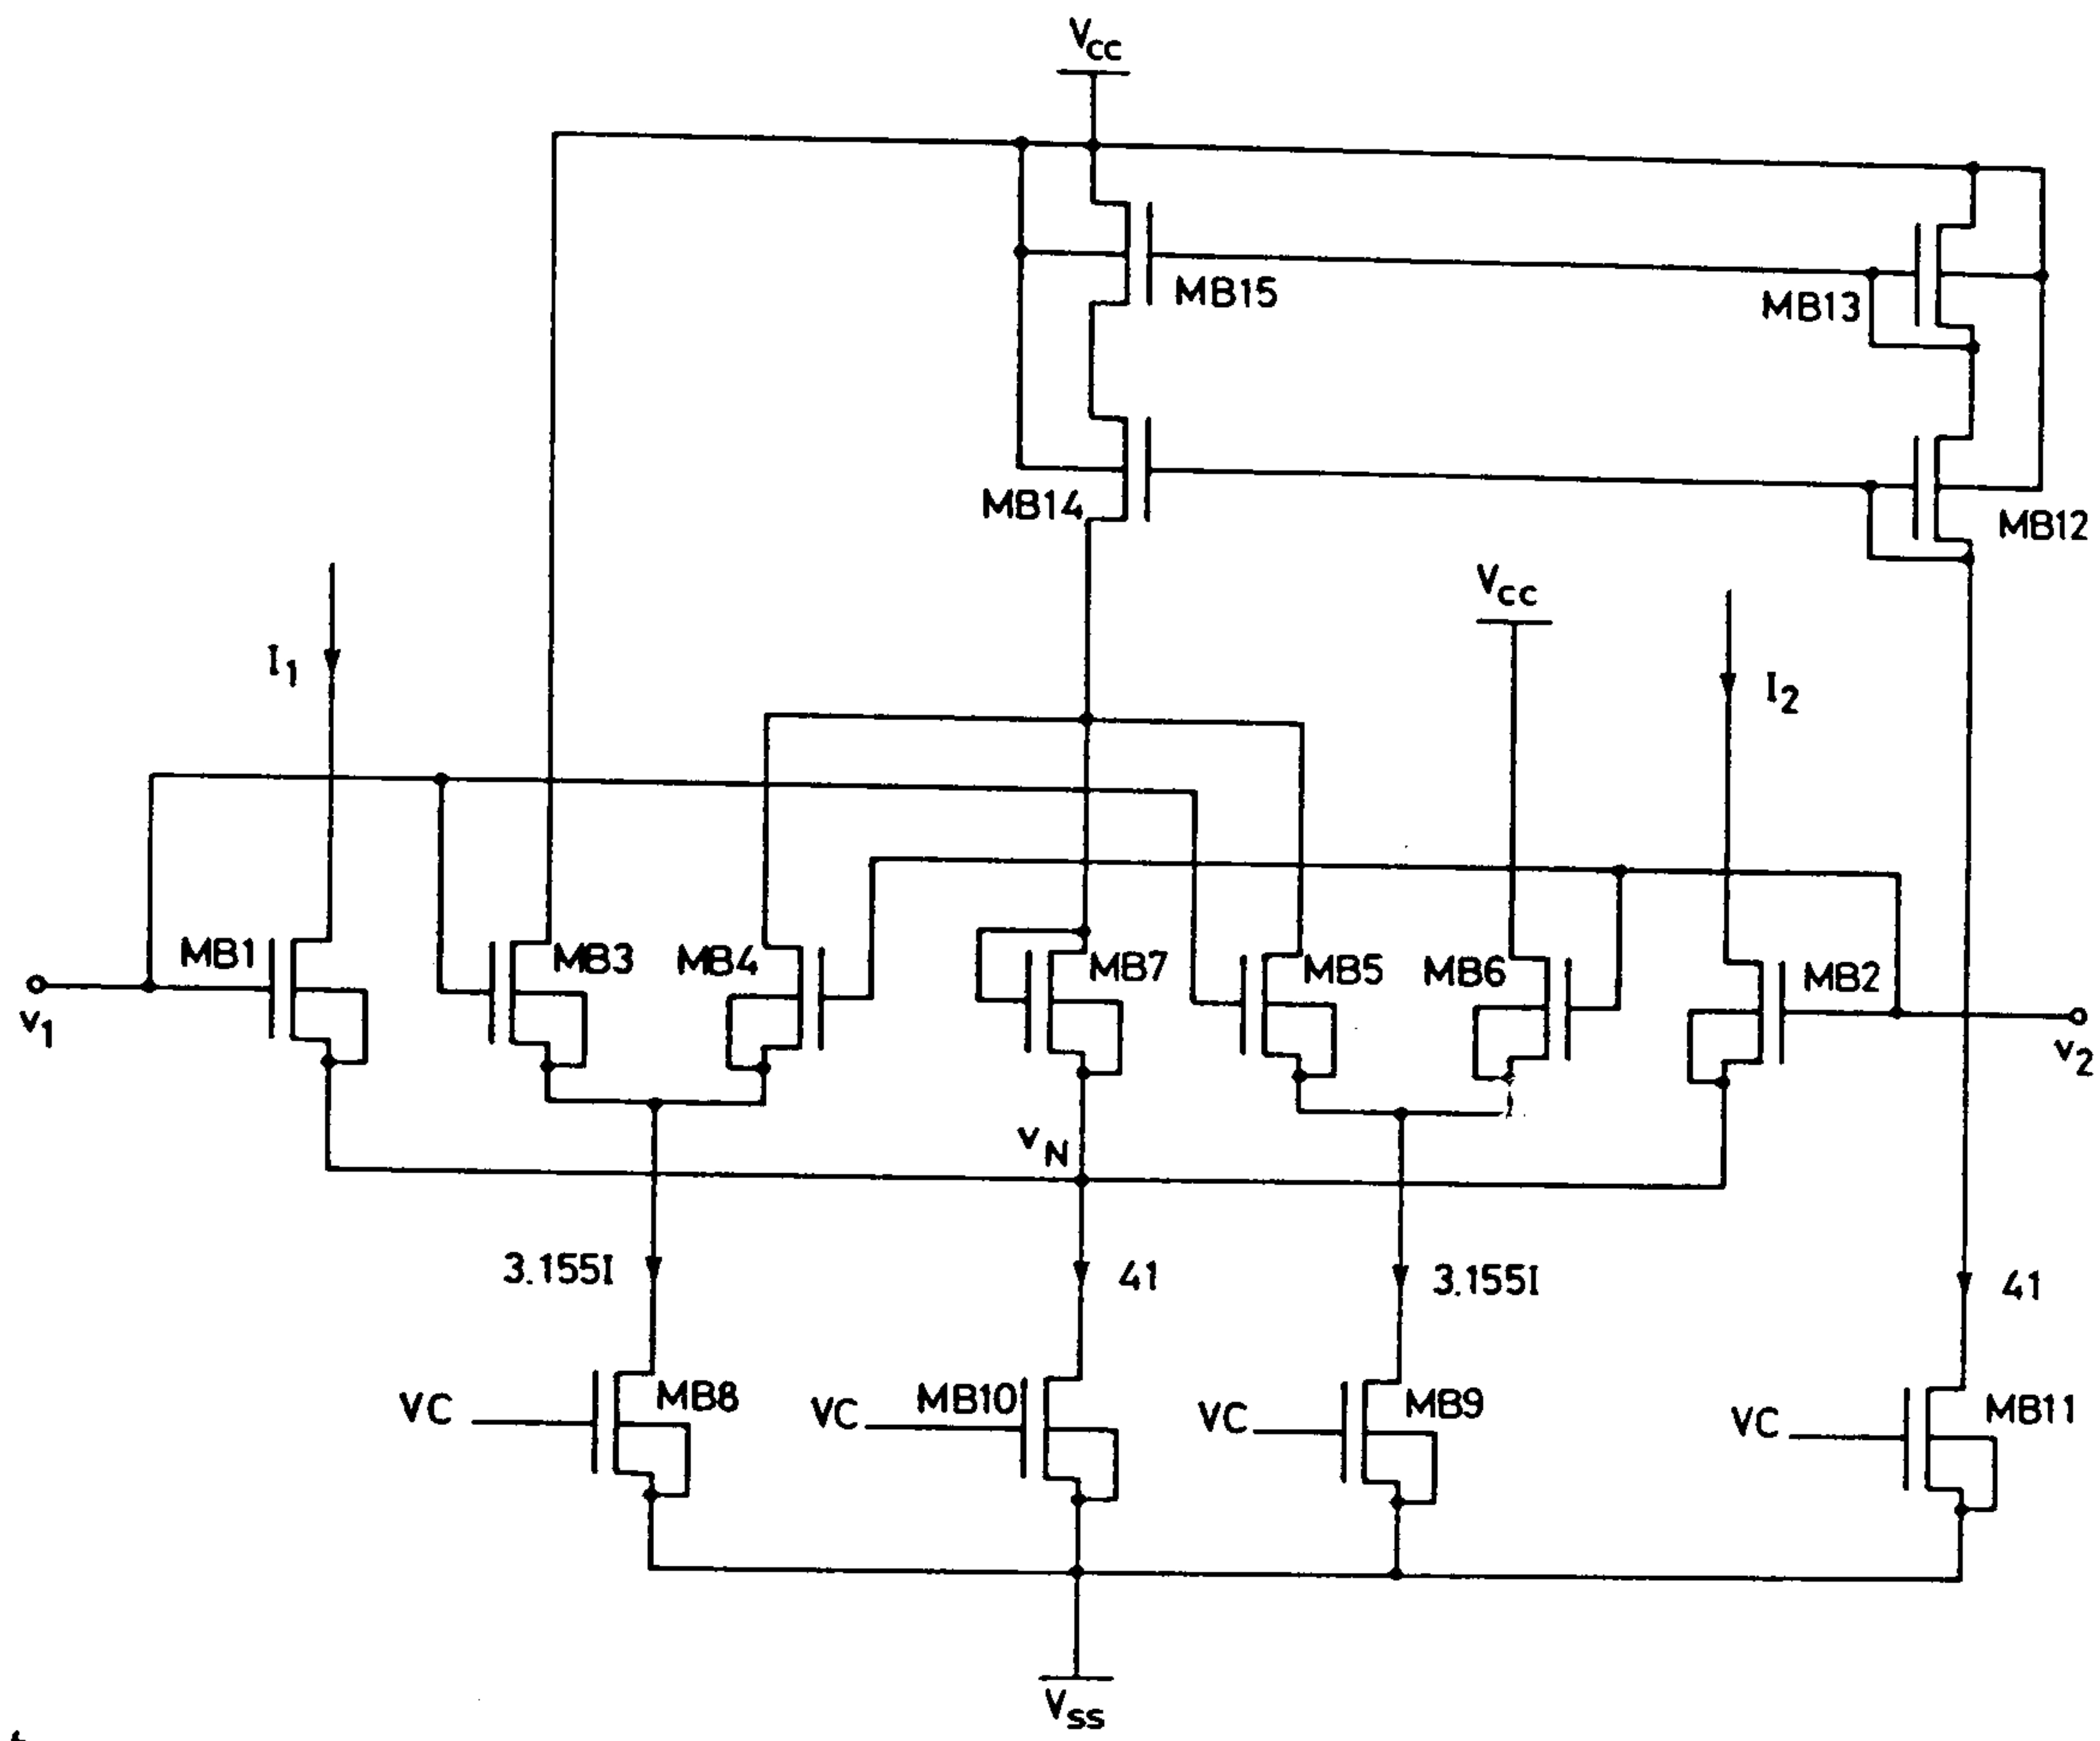 Vcc
MB15
MB13
MB14
MB12
Vcc
I1
I2
MB1
MB3
MB4
MB7
MB5
MB6
MB2
v1
v2
vN
3.155I
4I
3.155I
4I
VC
MB8
VC
MB10
VC
MB9
VC
MB11
Vss